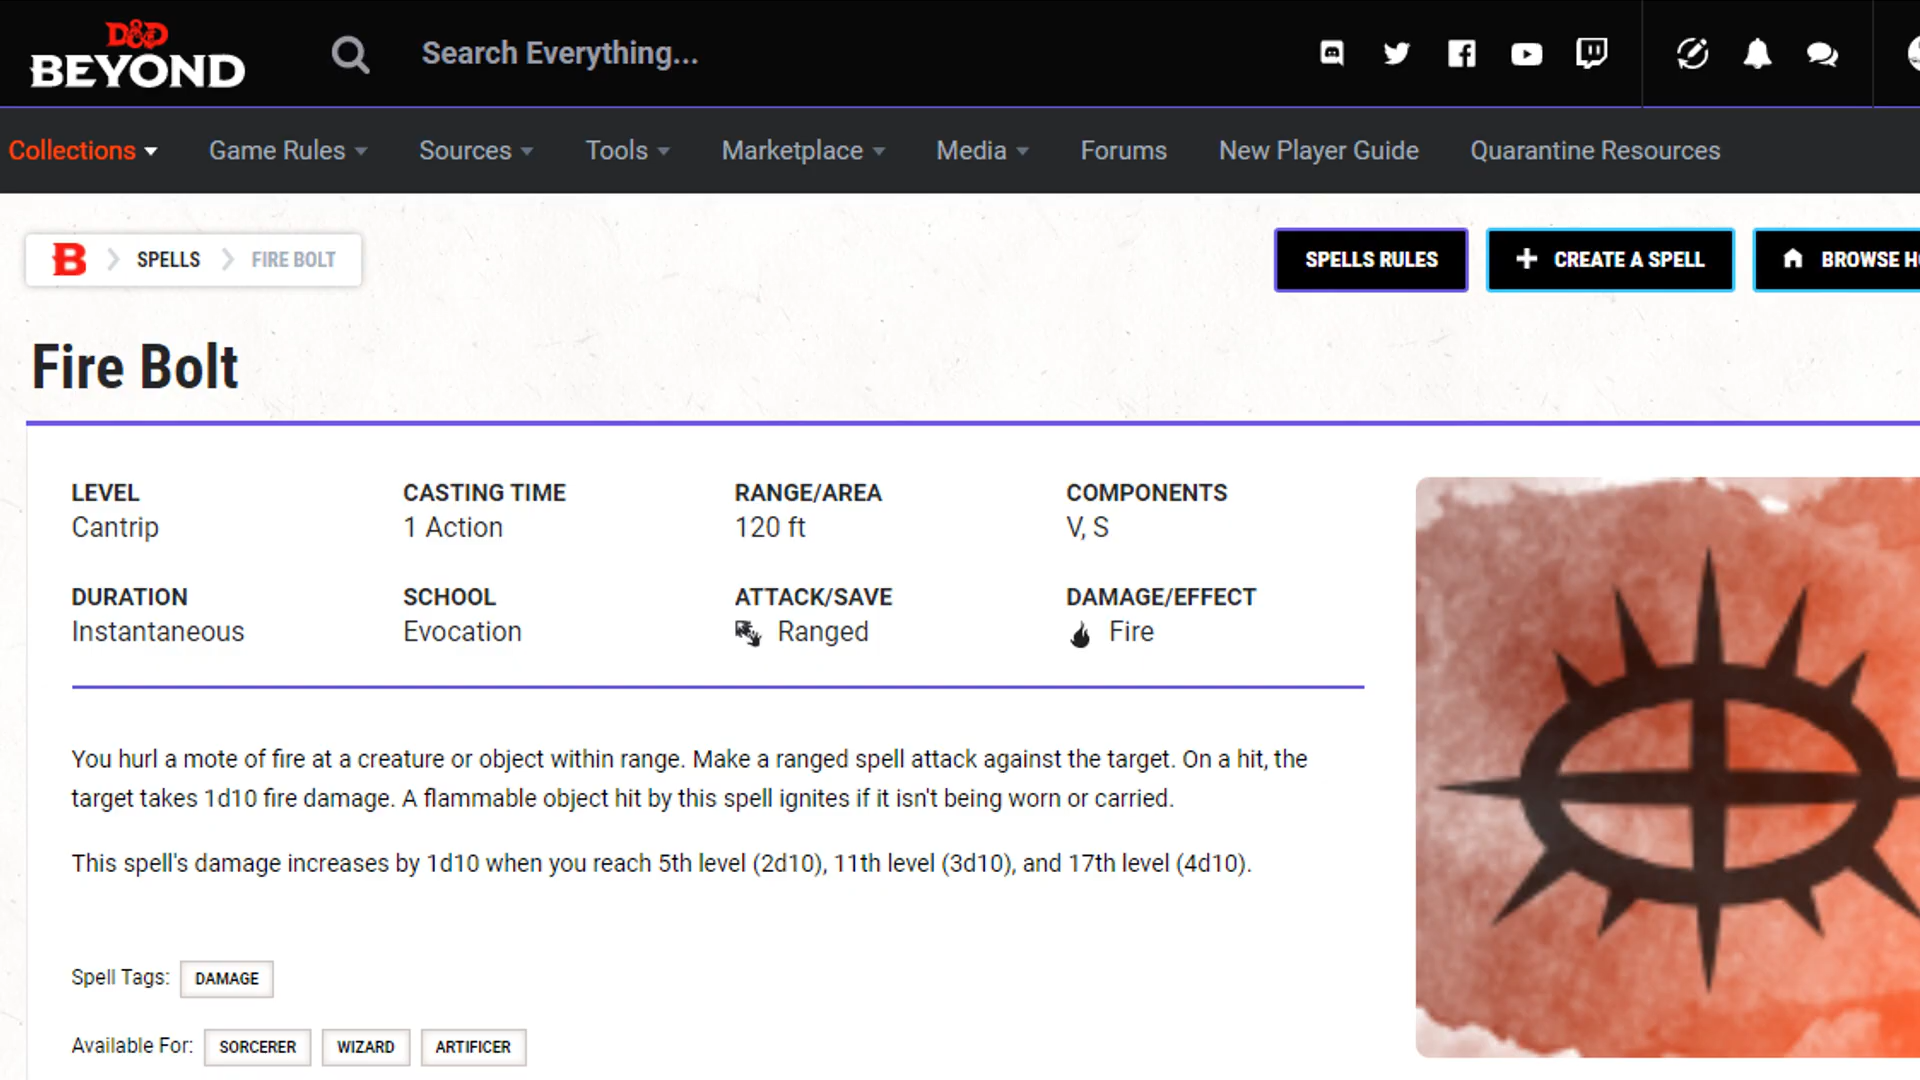 D&D
BEYOND
Search Everything...
Collections
Game Rules
Sources
Tools
Marketplace
Media
Forums
New Player Guide
Quarantine Resources
B
SPELLS
FIRE BOLT
SPELLS RULES
CREATE A SPELL
BROWSE
Fire Bolt
LEVEL
Cantrip
CASTING TIME
1 Action
RANGE/AREA
120 ft
COMPONENTS
V, S
DURATION
Instantaneous
SCHOOL
Evocation
ATTACK/SAVE
Ranged
DAMAGE/EFFECT
Fire
You hurl a mote of fire at a creature or object within range. Make a ranged spell attack against the target. On a hit, the
target takes 1d10 fire damage. A flammable object hit by this spell ignites if it isn't being worn or carried.
This spell's damage increases by 1d10 when you reach 5th level (2d10), 11th level (3d10), and 17th level (4d10).
Spell Tags: DAMAGE
Available For: SORCERER WIZARD ARTIFICER